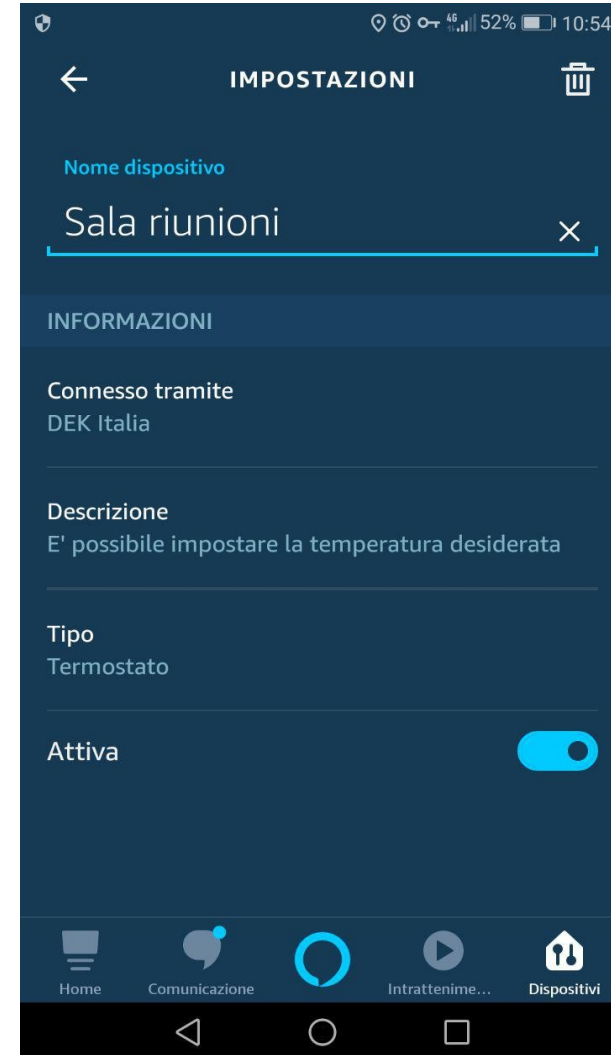 46 52% 10:54
IMPOSTAZIONI
Nome dispositivo
Sala riunioni
INFORMAZIONI
Connesso tramite
DEK Italia
Descrizione
E' possibile impostare la temperatura desiderata
Tipo
Termostato
Attiva
Home Comunicazione Intrattenime... Dispositivi